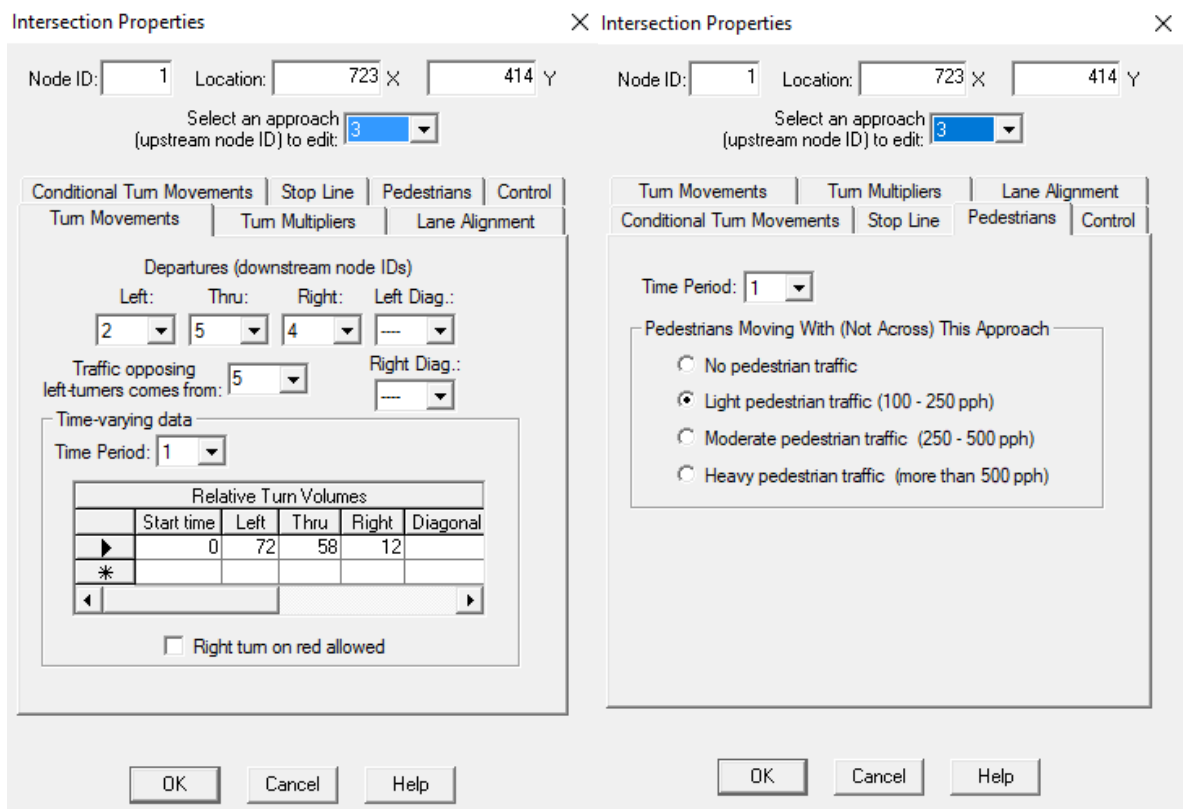 Intersection Properties
Node ID: 1 Location: 723 X 414 Y
Select an approach
(upstream node ID) to edit: 3
Conditional Turn Movements Stop Line Pedestrians Control
Turn Movements Turn Multipliers Lane Alignment
Departures (downstream node IDs)
Left: Thru: Right: Left Diag.:
2 5 4 ----
Traffic opposing
left-turners comes from: 5
Right Diag.:
----
Time-varying data
Time Period: 1
Relative Turn Volumes
Start time Left Thru Right Diagonal
0 72 58 12
Right turn on red allowed
OK Cancel Help
Intersection Properties
Node ID: 1 Location: 723 X 414 Y
Select an approach
(upstream node ID) to edit: 3
Turn Movements Turn Multipliers Lane Alignment
Conditional Turn Movements Stop Line Pedestrians Control
Time Period: 1
Pedestrians Moving With (Not Across) This Approach
No pedestrian traffic
Light pedestrian traffic (100 - 250 pph)
Moderate pedestrian traffic (250 - 500 pph)
Heavy pedestrian traffic (more than 500 pph)
OK Cancel Help